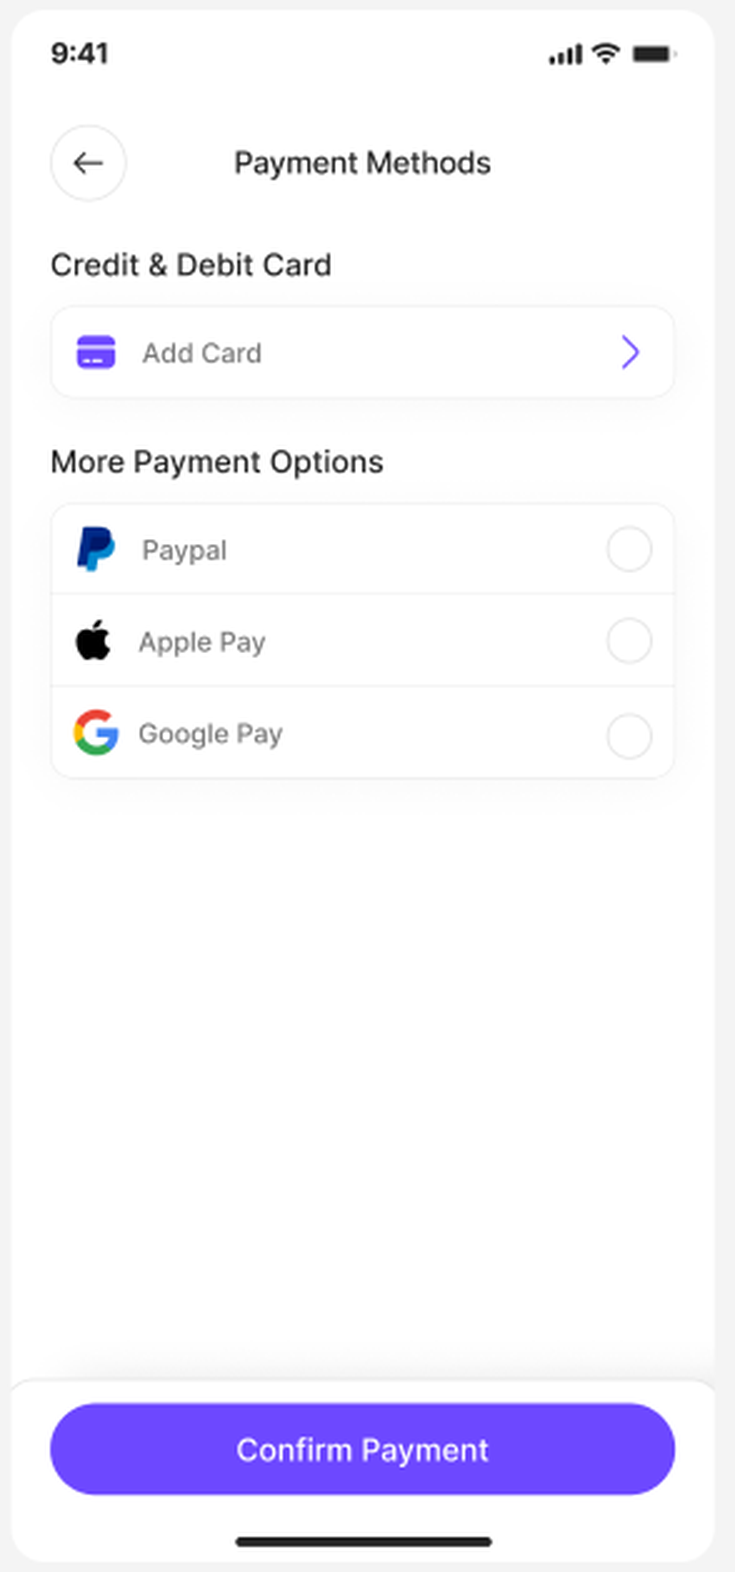 9:41
Payment Methods
Credit & Debit Card
Add Card
More Payment Options
Paypal
Apple Pay
Google Pay
Confirm Payment